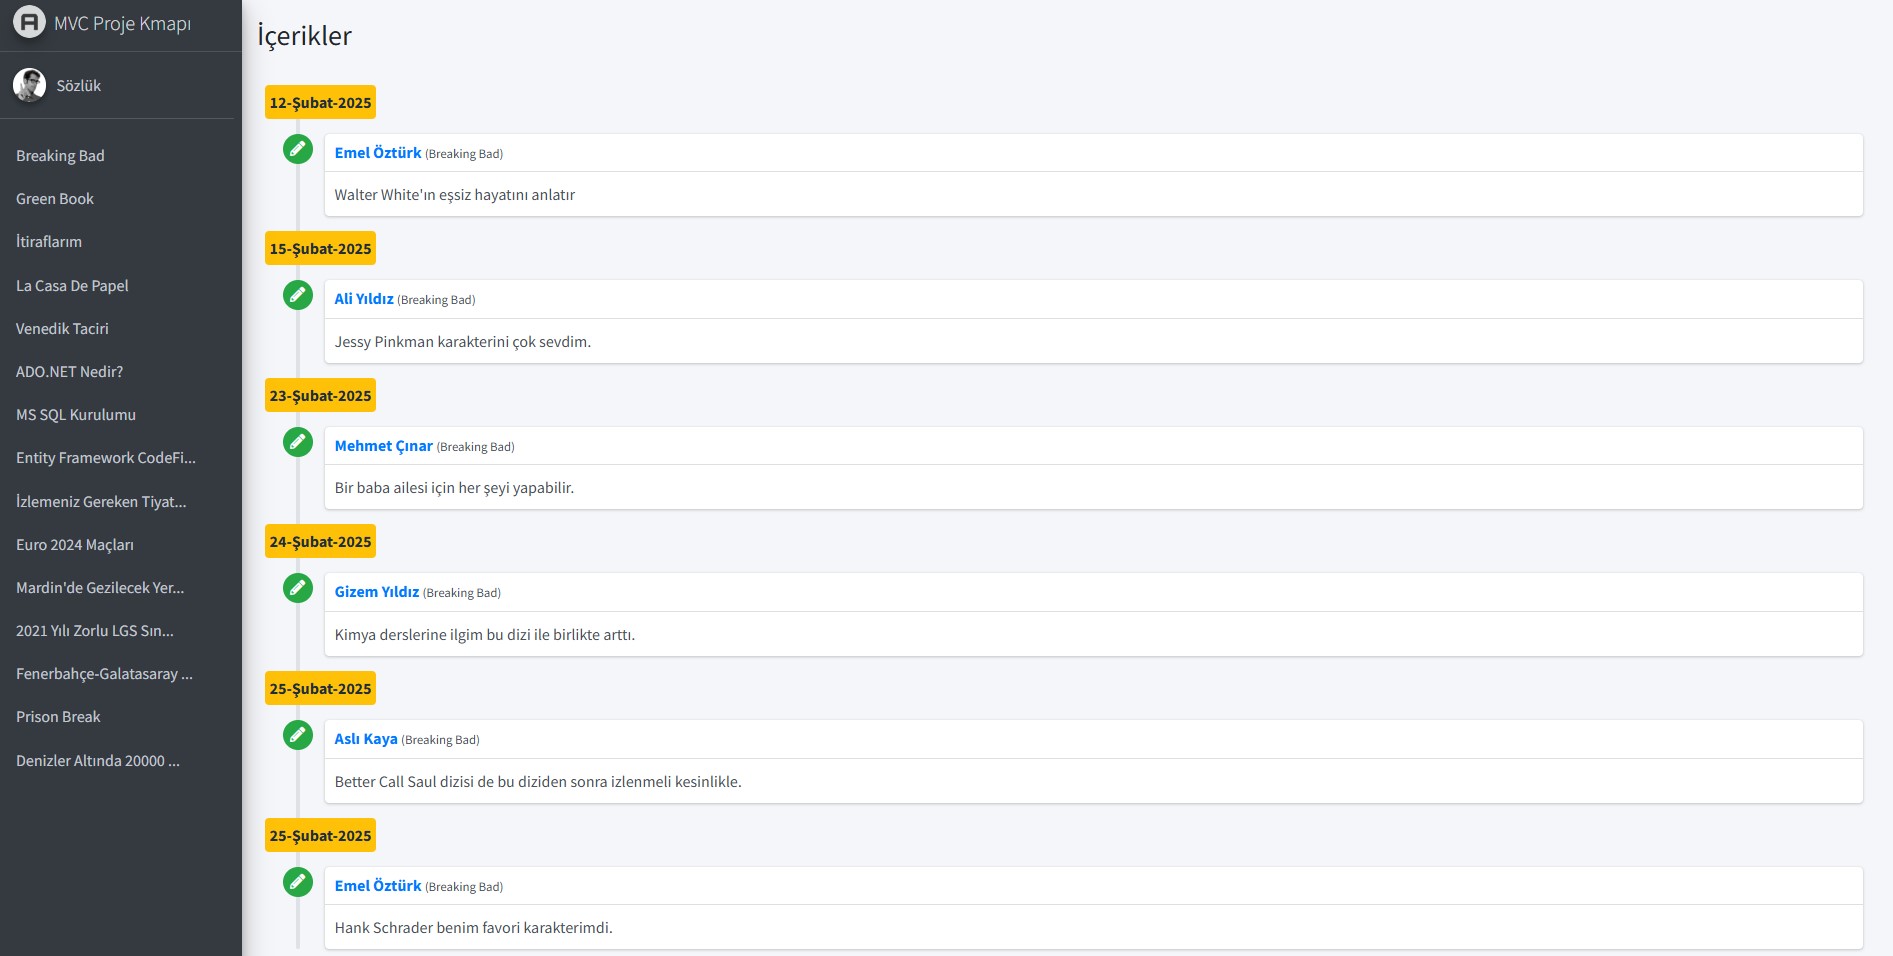 MVC Proje Kmapı
Sözlük
Breaking Bad
Green Book
İtiraflarım
La Casa De Papel
Venedik Taciri
ADO.NET Nedir?
MS SQL Kurulumu
Entity Framework CodeFi...
İzlemeniz Gereken Tiyat...
Euro 2024 Maçları
Mardin'de Gezilecek Yer...
2021 Yılı Zorlu LGS Sın...
Fenerbahçe-Galatasaray ...
Prison Break
Denizler Altında 20000 ...
İçerikler
12-Şubat-2025
Emel Öztürk (Breaking Bad)
Walter White'ın eşsiz hayatını anlatır
15-Şubat-2025
Ali Yıldız (Breaking Bad)
Jessy Pinkman karakterini çok sevdim.
23-Şubat-2025
Mehmet Çınar (Breaking Bad)
Bir baba ailesi için her şeyi yapabilir.
24-Şubat-2025
Gizem Yıldız (Breaking Bad)
Kimya derslerine ilgim bu dizi ile birlikte arttı.
25-Şubat-2025
Aslı Kaya (Breaking Bad)
Better Call Saul dizisi de bu diziden sonra izlenmeli kesinlikle.
25-Şubat-2025
Emel Öztürk (Breaking Bad)
Hank Schrader benim favori karakterimdi.